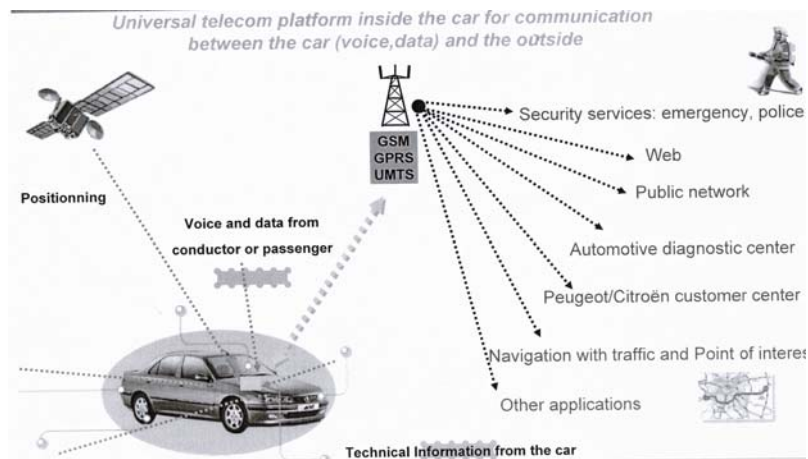 Universal telecom platform inside the car for communication
between the car (voice,data) and the outside
GSM
GPRS
UMTS
Security services: emergency, police
Web
Public network
Positionning
Voice and data from
conductor or passenger
Automotive diagnostic center
Peugeot/Citroën customer center
Navigation with traffic and Point of interes
Other applications
Technical Information from the car